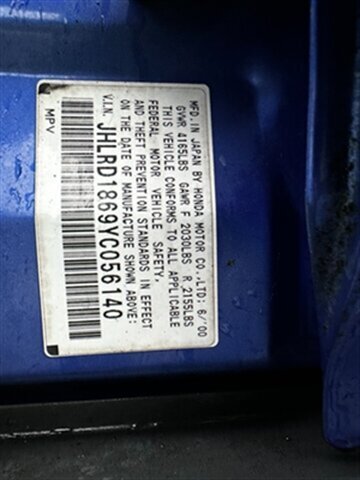 MFD. IN JAPAN BY HONDA MOTOR CO., LTD: 6/'00
GVWR 4165LBS GAWR F 2030LBS R 2155LBS
THIS VEHICLE CONFORMS TO ALL APPLICABLE
FEDERAL MOTOR VEHICLE SAFETY,
AND THEFT PREVENTION STANDARDS IN EFFECT
ON THE DATE OF MANUFACTURE SHOWN ABOVE:
V.I.N. JHLRD1869YC056140
MPV